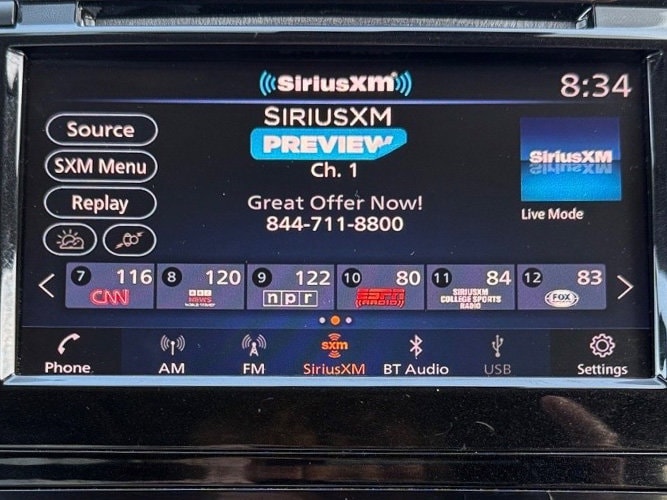 SiriusXM
8:34
Source
SXM Menu
Replay
SIRIUSXM
PREVIEW
Ch. 1
Great Offer Now!
844-711-8800
SiriusXM
Live Mode
7 116
CNN
8 120
BBC
NEWS
9 122
npr
10 80
ESPN
RADIO
11 84
SIRIUSXM
COLLEGE SPORTS
RADIO
12 83
FOX
Phone
AM
FM
sxm
SiriusXM
BT Audio
USB
Settings